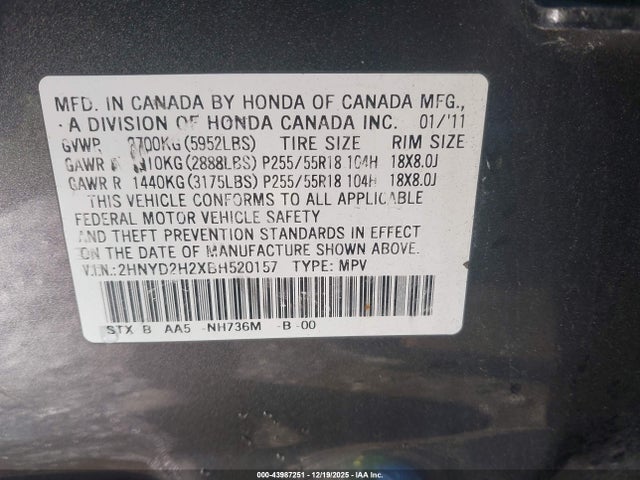 MFD. IN CANADA BY HONDA OF CANADA MFG.,
A DIVISION OF HONDA CANADA INC. 01/'11
GVWR 2700KG(5952LBS) TIRE SIZE RIM SIZE
GAWR (2888LBS) P255/55R18 104H 18X8.0J
GAWR R 1440KG(3175LBS) P255/55R18 104H 18X8.0J
THIS VEHICLE CONFORMS TO ALL APPLICABLE
FEDERAL MOTOR VEHICLE SAFETY
AND THEFT PREVENTION STANDARDS IN EFFECT
ON THE DATE OF MANUFACTURE SHOWN ABOVE.
V.I.N.:2HNYD2H2XBH520157 TYPE: MPV
STX B AA5 -NH736M -B -00
000-43987251 - 12/19/2025 - IAA Inc.